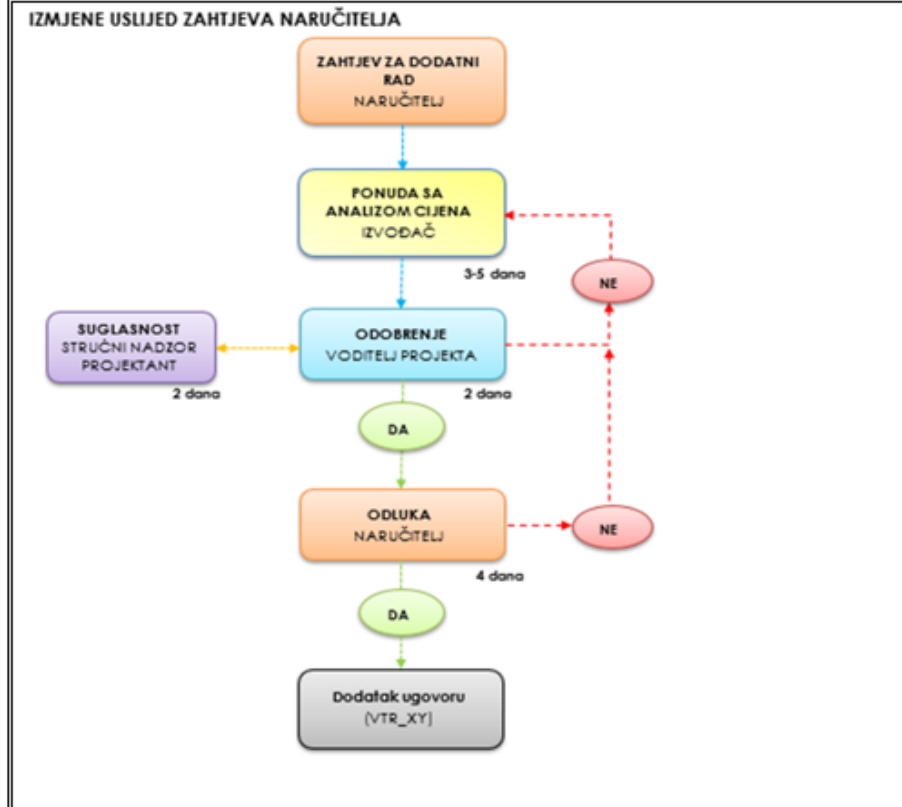 IZMJENE USLIJED ZAHTJEVA NARUČITELJA
ZAHTJEV ZA DODATNI
RAD
NARUČITELJ
PONUDA SA
ANALIZOM CIJENA
IZVOĐAČ
3-5 dana
NE
SUGLASNOST
STRUČNI NADZOR
PROJEKTANT
2 dana
ODOBRENJE
VODITELJ PROJEKTA
2 dana
DA
ODLUKA
NARUČITELJ
4 dana
NE
DA
Dodatak ugovoru
(VTR_XY)